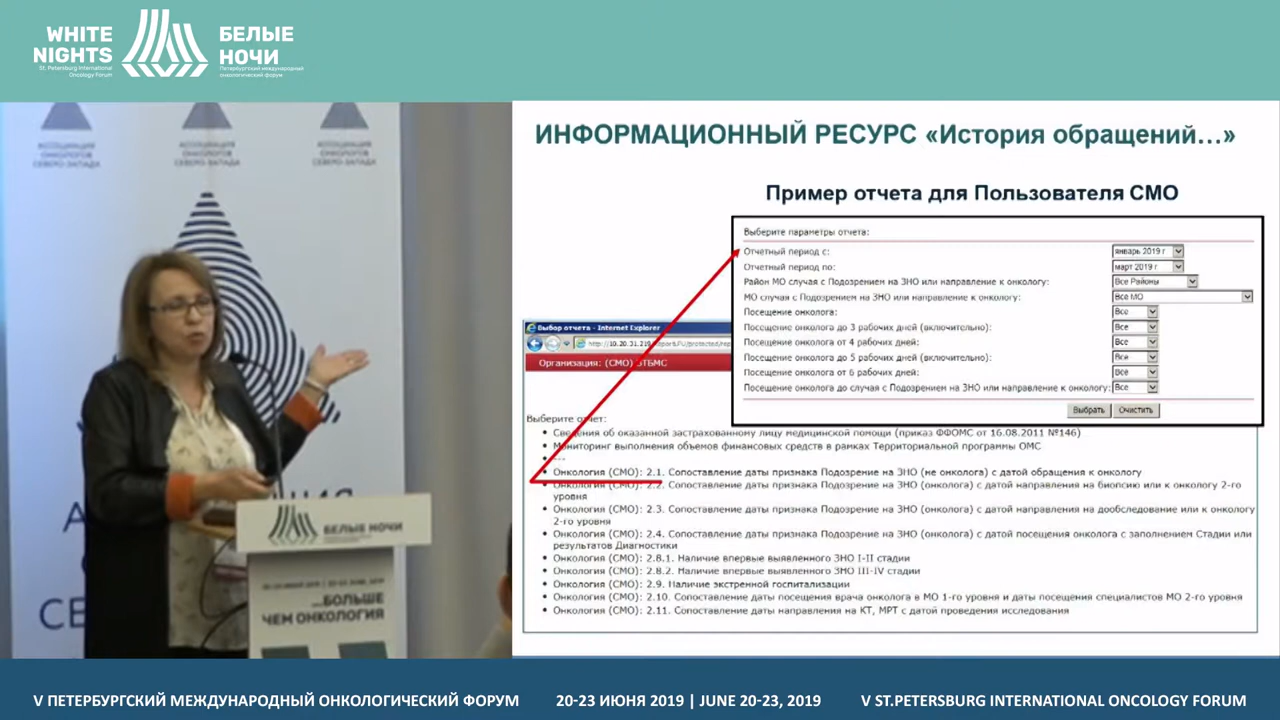 WHITE
NIGHTS
St. Petersburg International
Oncology Forum
БЕЛЫЕ
НОЧИ
Петербургский международный
онкологический форум
АССОЦИАЦИЯ
ОНКОЛОГОВ
СЕВЕРО-ЗАПАДА
АССОЦИАЦИЯ
ОНКОЛОГОВ
СЕВЕРО-ЗАПАДА
АССОЦИАЦИЯ
ОНКОЛОГОВ
СЕВЕРО-ЗАПАДА
БЕЛЫЕ НОЧИ
...БОЛЬШЕ
ЧЕМ ОНКОЛОГИЯ
ИНФОРМАЦИОННЫЙ РЕСУРС «История обращений...»
Пример отчета для Пользователя СМО
Выберите параметры отчета:
Отчетный период с: январь 2019 г
Отчетный период по: март 2019 г
Район МО случая с Подозрением на ЗНО или направление к онкологу: Все Районы
МО случая с Подозрением на ЗНО или направление к онкологу: Все МО
Посещение онколога: Все
Посещение онколога до 3 рабочих дней (включительно): Все
Посещение онколога от 4 рабочих дней: Все
Посещение онколога до 5 рабочих дней (включительно): Все
Посещение онколога от 6 рабочих дней: Все
Посещение онколога до случая с Подозрением на ЗНО или направление к онкологу: Все
Выбрать Очистить
Выбор отчета - Internet Explorer
Организация: (СМО)
Выберите отчет:
Сведения об оказанной застрахованному лицу медицинской помощи (приказ ФФОМС от 16.08.2011 №146)
Мониторинг выполнения объемов финансовых средств в рамках Территориальной программы ОМС
---
Онкология (СМО): 2.1. Сопоставление даты признака Подозрение на ЗНО (не онколога) с датой обращения к онкологу
Онкология (СМО): 2.2. Сопоставление даты признака Подозрение на ЗНО (онколога) с датой направления на биопсию или к онкологу 2-го
уровня
Онкология (СМО): 2.3. Сопоставление даты признака Подозрение на ЗНО (онколога) с датой направления на дообследование или к онкологу
2-го уровня
Онкология (СМО): 2.4. Сопоставление даты признака Подозрение на ЗНО (онколога) с датой посещения онколога с заполнением Стадии или
результатов Диагностики
Онкология (СМО): 2.8.1. Наличие впервые выявленного ЗНО I-II стадии
Онкология (СМО): 2.8.2. Наличие впервые выявленного ЗНО III-IV стадии
Онкология (СМО): 2.9. Наличие экстренной госпитализации
Онкология (СМО): 2.10. Сопоставление даты посещения врача онколога в МО 1-го уровня и даты посещения специалистов МО 2-го уровня
Онкология (СМО): 2.11. Сопоставление даты направления на КТ, МРТ с датой проведения исследования
V ПЕТЕРБУРГСКИЙ МЕЖДУНАРОДНЫЙ ОНКОЛОГИЧЕСКИЙ ФОРУМ
20-23 ИЮНЯ 2019 | JUNE 20-23, 2019
V ST.PETERSBURG INTERNATIONAL ONCOLOGY FORUM